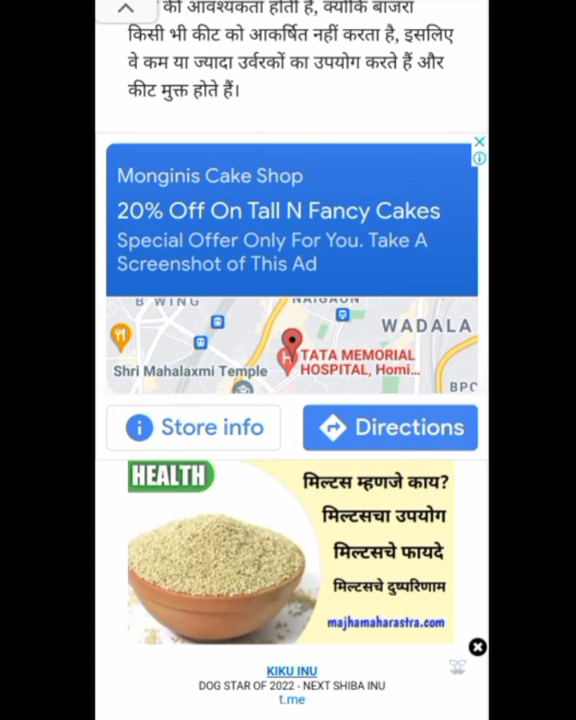 की आवश्यकता होती है, क्योंकि बाजरा
किसी भी कीट को आकर्षित नहीं करता है, इसलिए
वे कम या ज्यादा उर्वरकों का उपयोग करते हैं और
कीट मुक्त होते हैं।
Monginis Cake Shop
20% Off On Tall N Fancy Cakes
Special Offer Only For You. Take A
Screenshot of This Ad
B WING
NAIGAON
WADALA
TATA MEMORIAL
HOSPITAL, Homi...
Shri Mahalaxmi Temple
BPC
Store info
Directions
HEALTH
मिल्टस म्हणजे काय?
मिल्टसचा उपयोग
मिल्टसचे फायदे
मिल्टसचे दुष्परिणाम
majhamaharastra.com
KIKU INU
DOG STAR OF 2022 - NEXT SHIBA INU
t.me